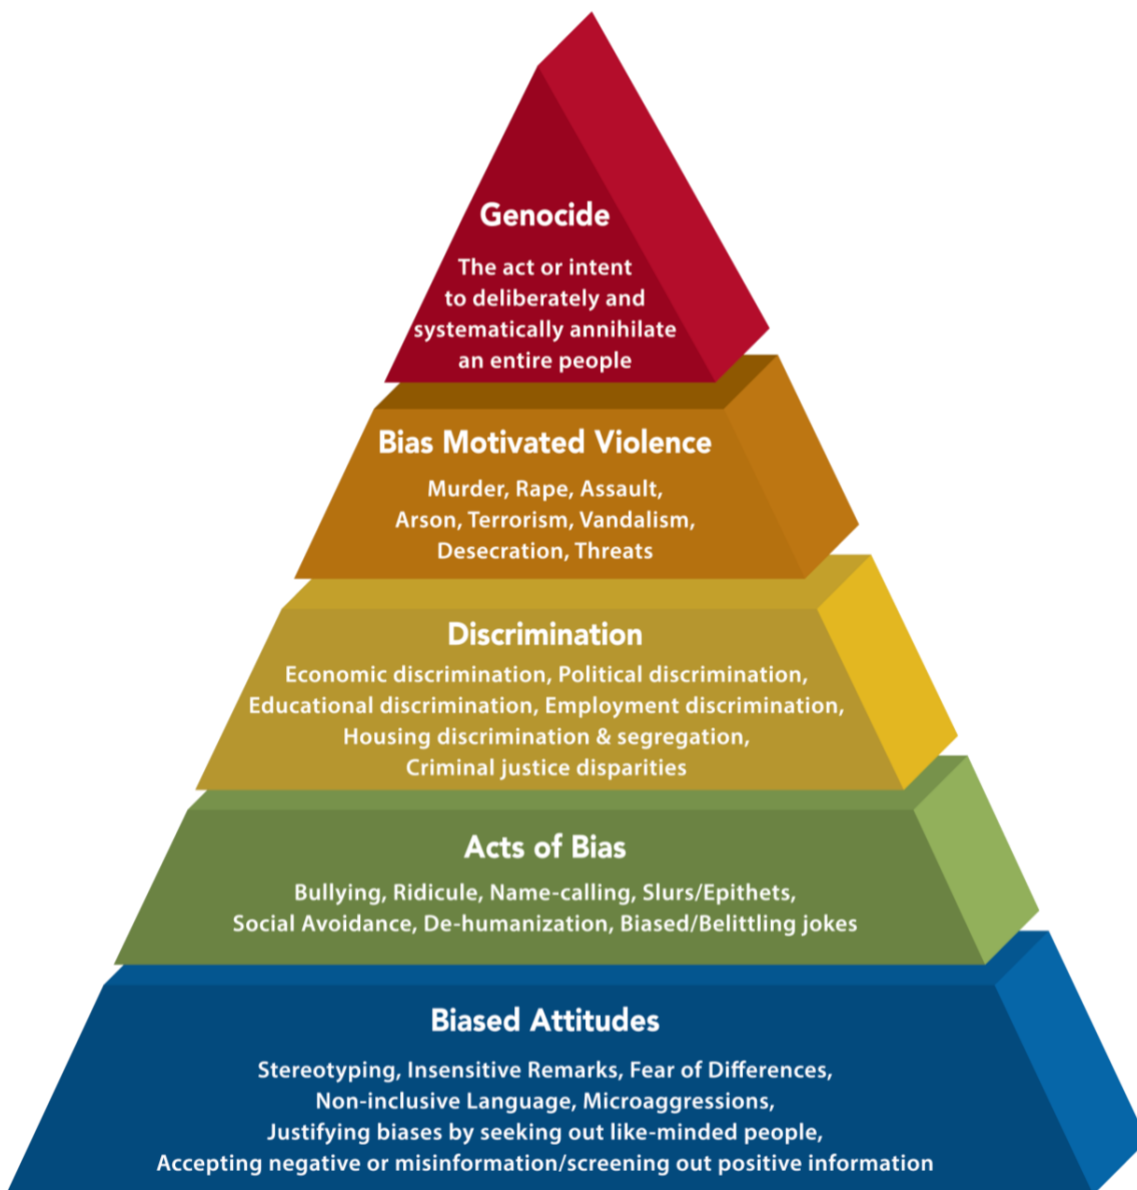 Genocide
The act or intent
to deliberately and
systematically annihilate
an entire people
Bias Motivated Violence
Murder, Rape, Assault,
Arson, Terrorism, Vandalism,
Desecration, Threats
Discrimination
Economic discrimination, Political discrimination,
Educational discrimination, Employment discrimination,
Housing discrimination & segregation,
Criminal justice disparities
Acts of Bias
Bullying, Ridicule, Name-calling, Slurs/Epithets,
Social Avoidance, De-humanization, Biased/Belittling jokes
Biased Attitudes
Stereotyping, Insensitive Remarks, Fear of Differences,
Non-inclusive Language, Microaggressions,
Justifying biases by seeking out like-minded people,
Accepting negative or misinformation/screening out positive information